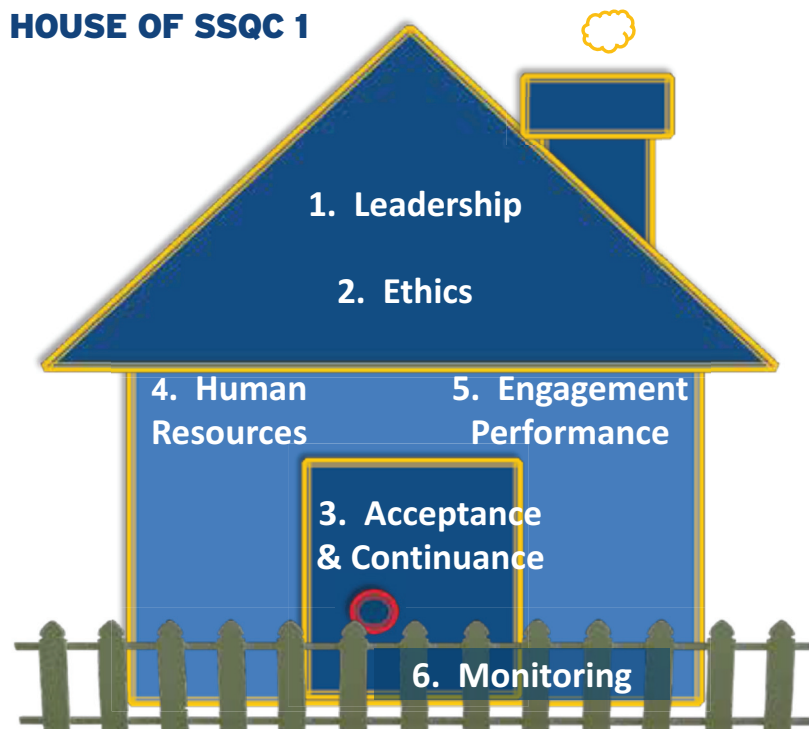 HOUSE OF SSQC 1
1. Leadership
2. Ethics
4. Human
Resources
5. Engagement
Performance
3. Acceptance
& Continuance
6. Monitoring